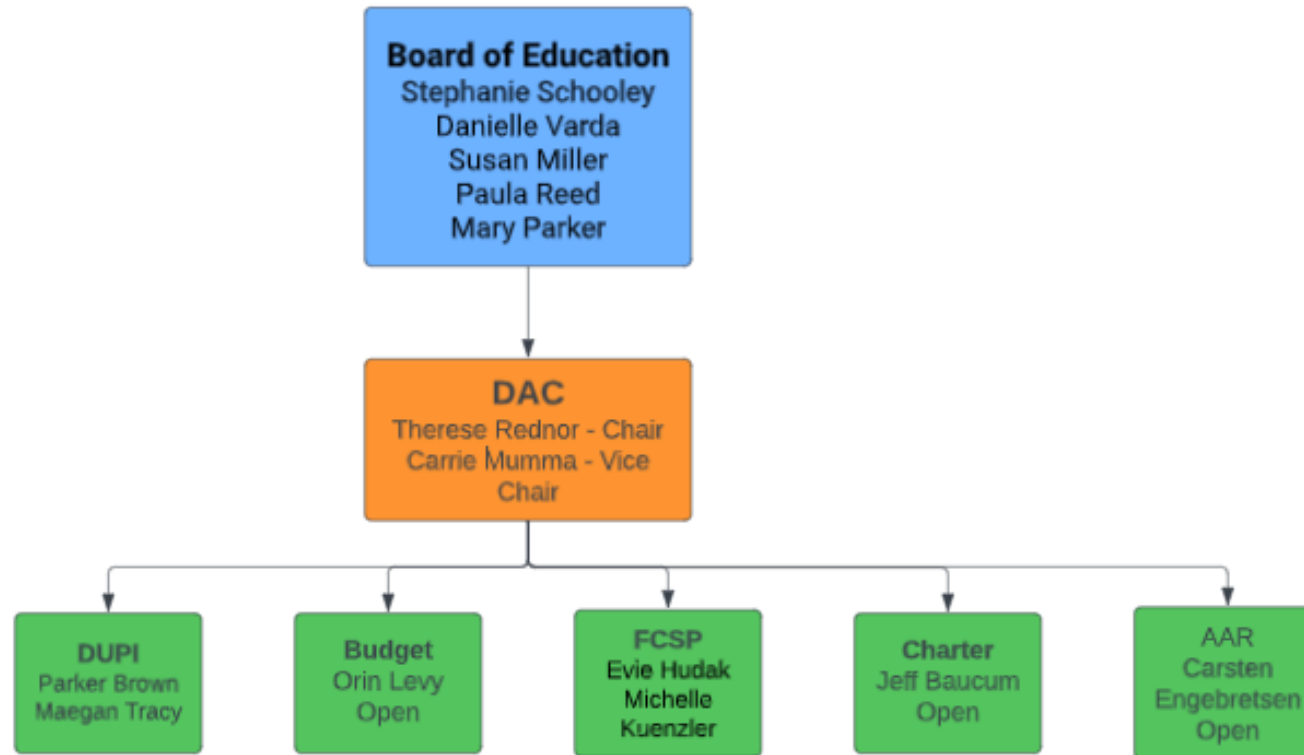 Board of Education
Stephanie Schooley
Danielle Varda
Susan Miller
Paula Reed
Mary Parker
DAC
Therese Rednor - Chair
Carrie Mumma - Vice
Chair
DUPI
Parker Brown
Maegan Tracy
Budget
Orin Levy
Open
FCSP
Evie Hudak
Michelle
Kuenzler
Charter
Jeff Baucum
Open
AAR
Carsten
Engebretsen
Open